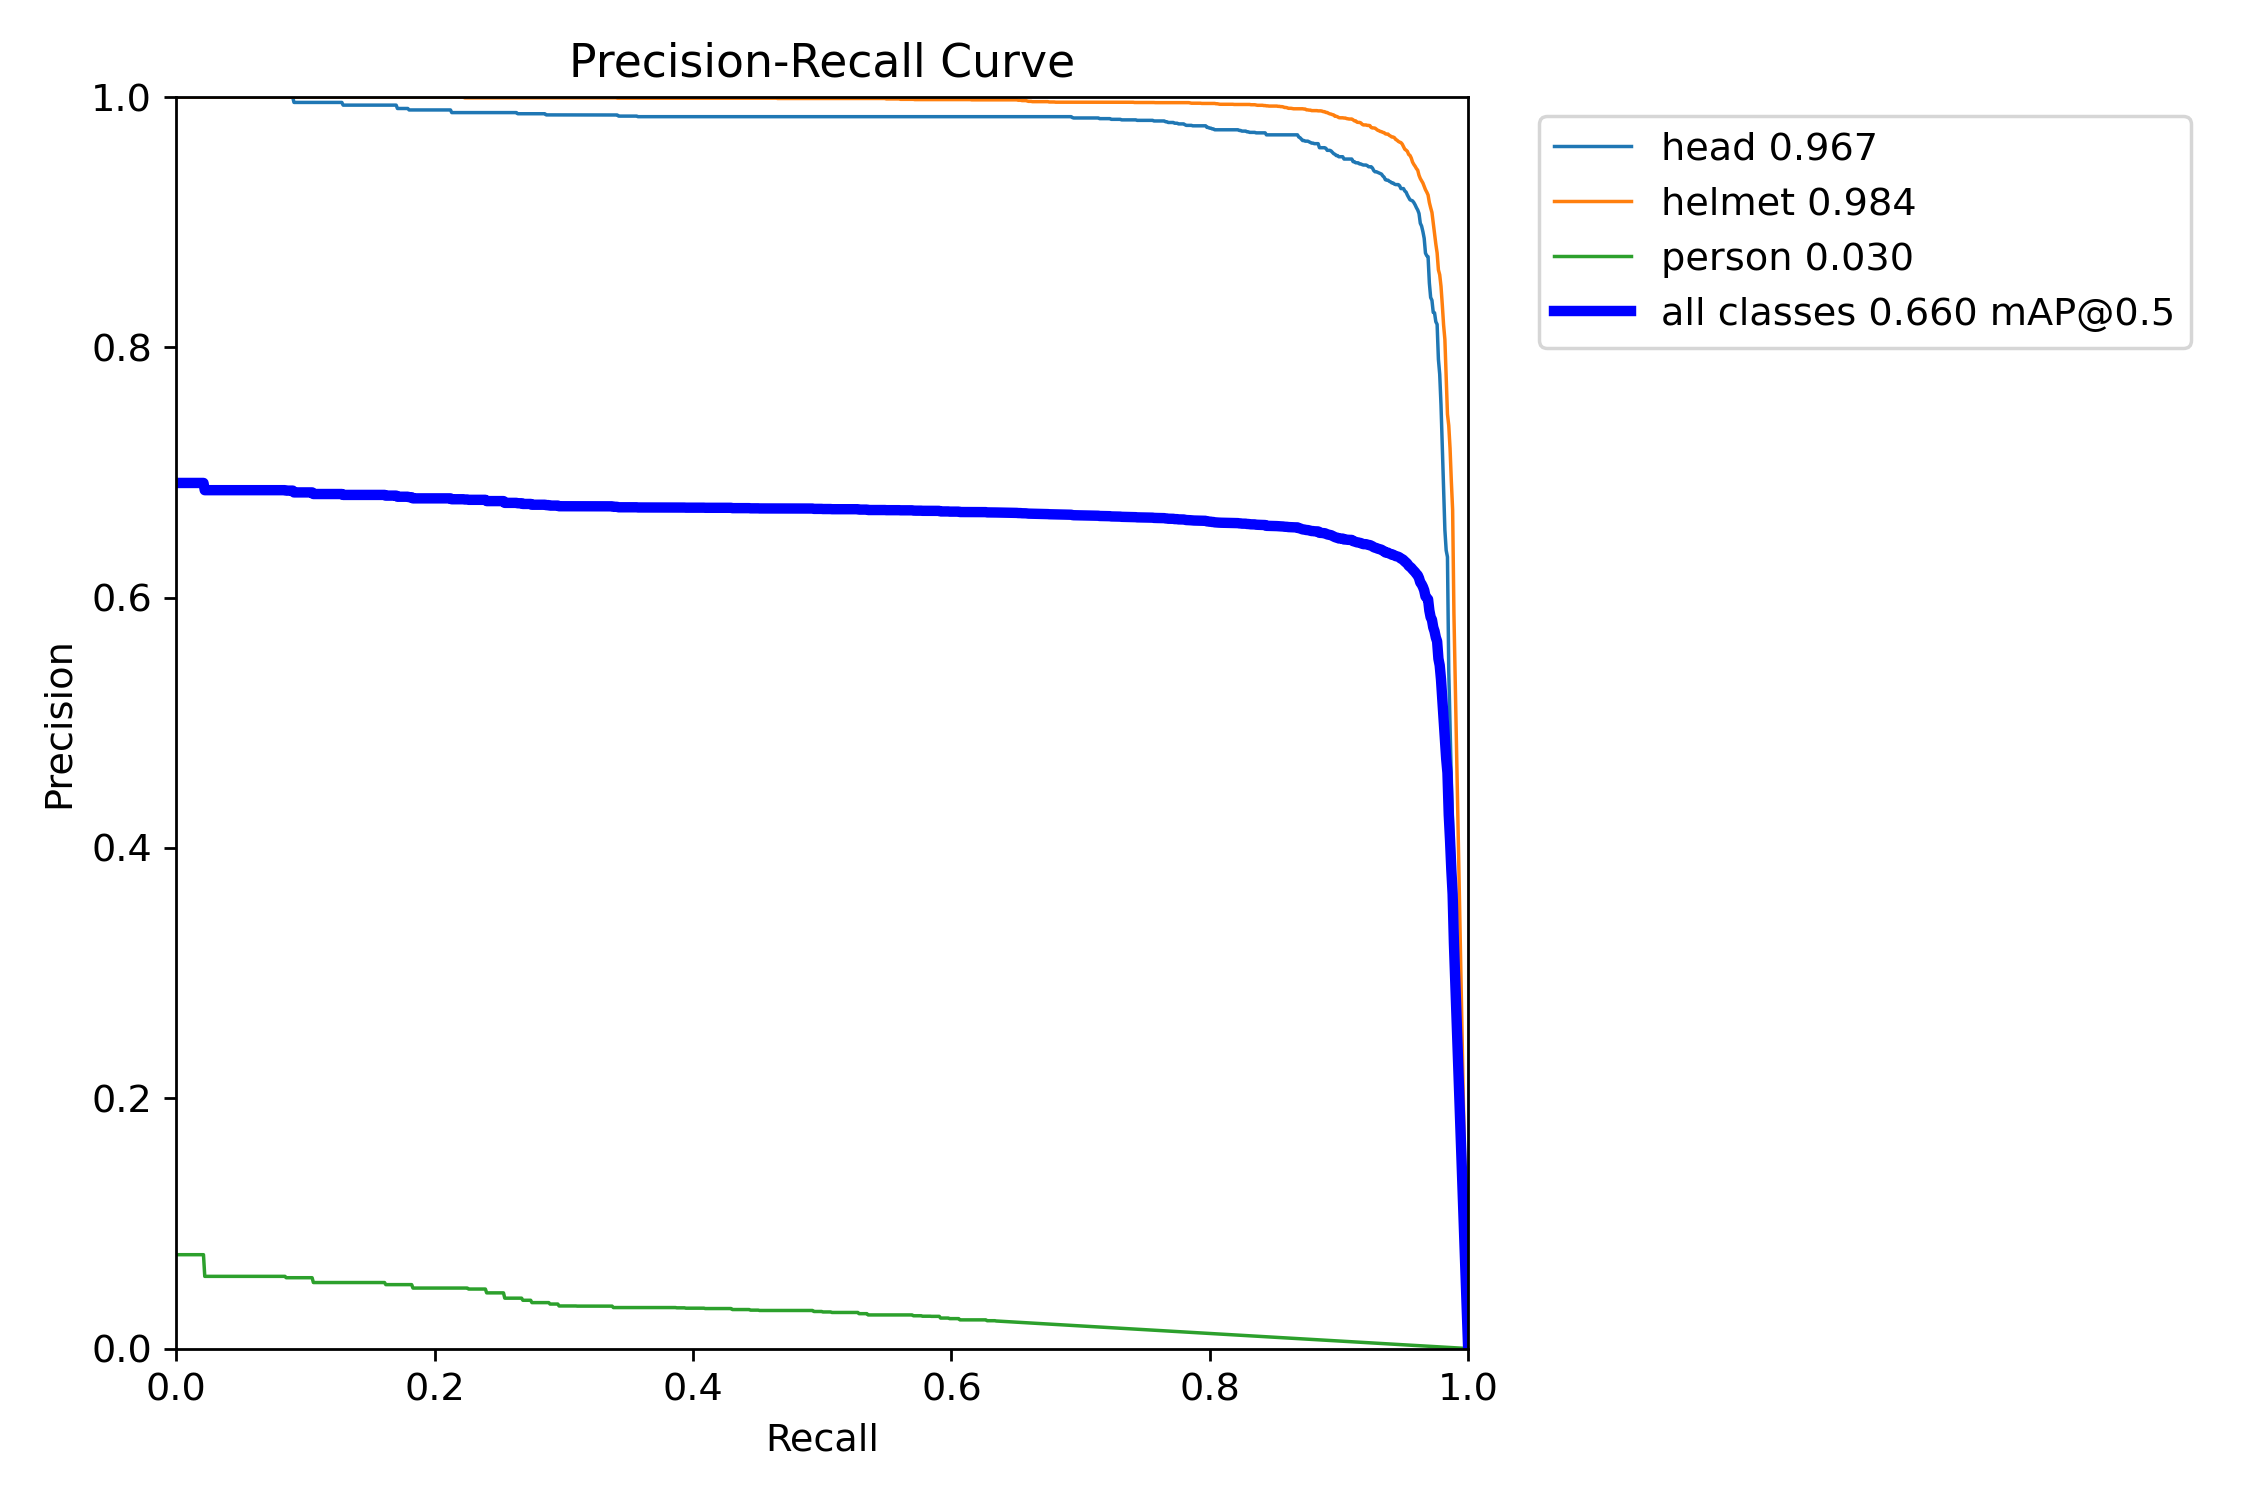 Precision-Recall Curve
1.0
0.8
0.6
0.4
0.2
0.0
Precision
0.0 0.2 0.4 0.6 0.8 1.0
Recall
head 0.967
helmet 0.984
person 0.030
all classes 0.660 mAP@0.5